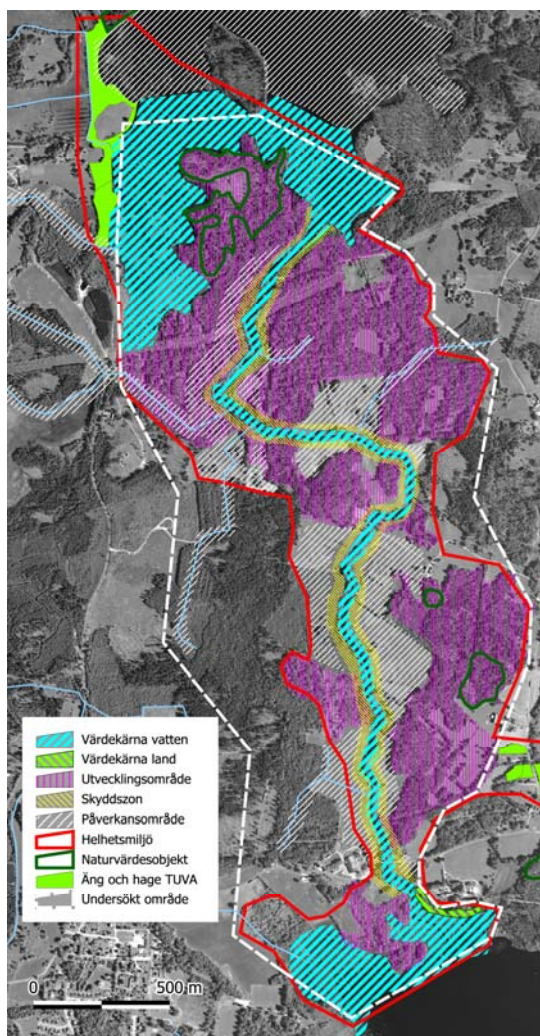 Värdekärna vatten
Värdekärna land
Utvecklingsområde
Skyddszon
Påverkansområde
Helhetsmiljö
Naturvärdesobjekt
Äng och hage TUVA
Undersökt område
0 500 m